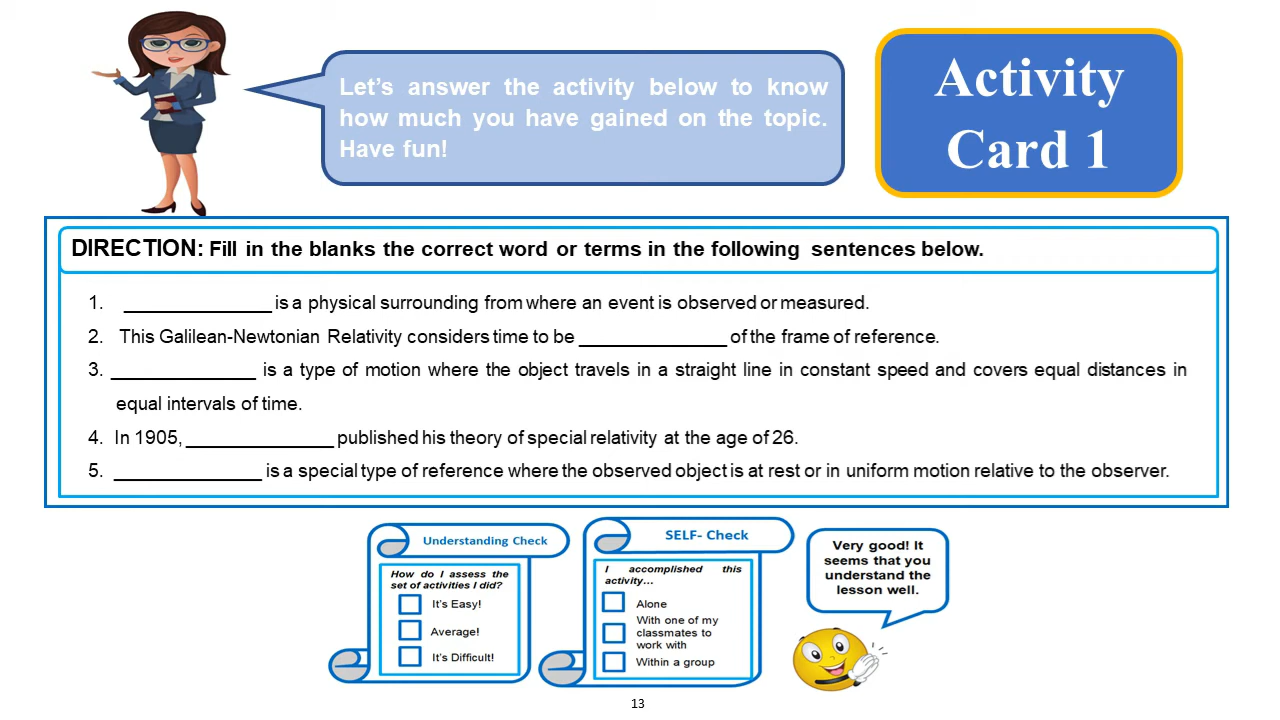 Let's answer the activity below to know
how much you have gained on the topic.
Have fun!
Activity
Card 1
DIRECTION: Fill in the blanks the correct word or terms in the following sentences below.
1. ______________ is a physical surrounding from where an event is observed or measured.
2. This Galilean-Newtonian Relativity considers time to be ______________ of the frame of reference.
3. ______________ is a type of motion where the object travels in a straight line in constant speed and covers equal distances in
equal intervals of time.
4. In 1905, ______________ published his theory of special relativity at the age of 26.
5. ______________ is a special type of reference where the observed object is at rest or in uniform motion relative to the observer.
Understanding Check
How do I assess the
set of activities I did?
It's Easy!
Average!
It's Difficult!
SELF- Check
I accomplished this
activity…
Alone
With one of my
classmates to
work with
Within a group
Very good! It
seems that you
understand the
lesson well.
13